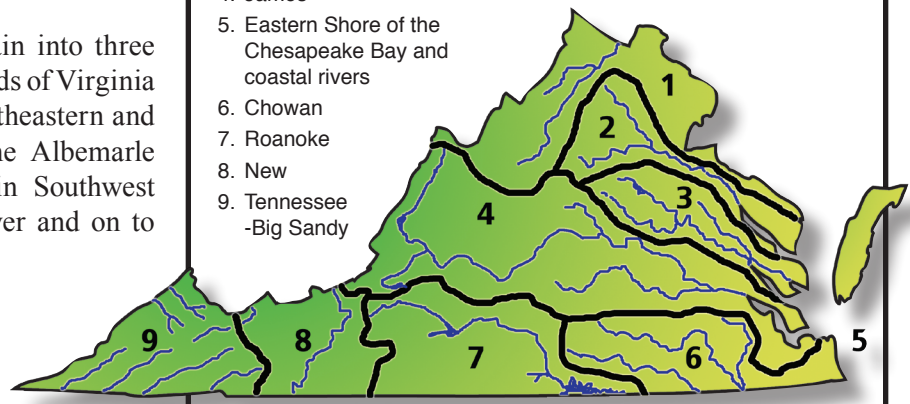 ain into three
ds of Virginia
theastern and
ne Albemarle
in Southwest
ver and on to
5. Eastern Shore of the
Chesapeake Bay and
coastal rivers
6. Chowan
7. Roanoke
8. New
9. Tennessee
-Big Sandy
1
2
3
4
5
6
7
8
9